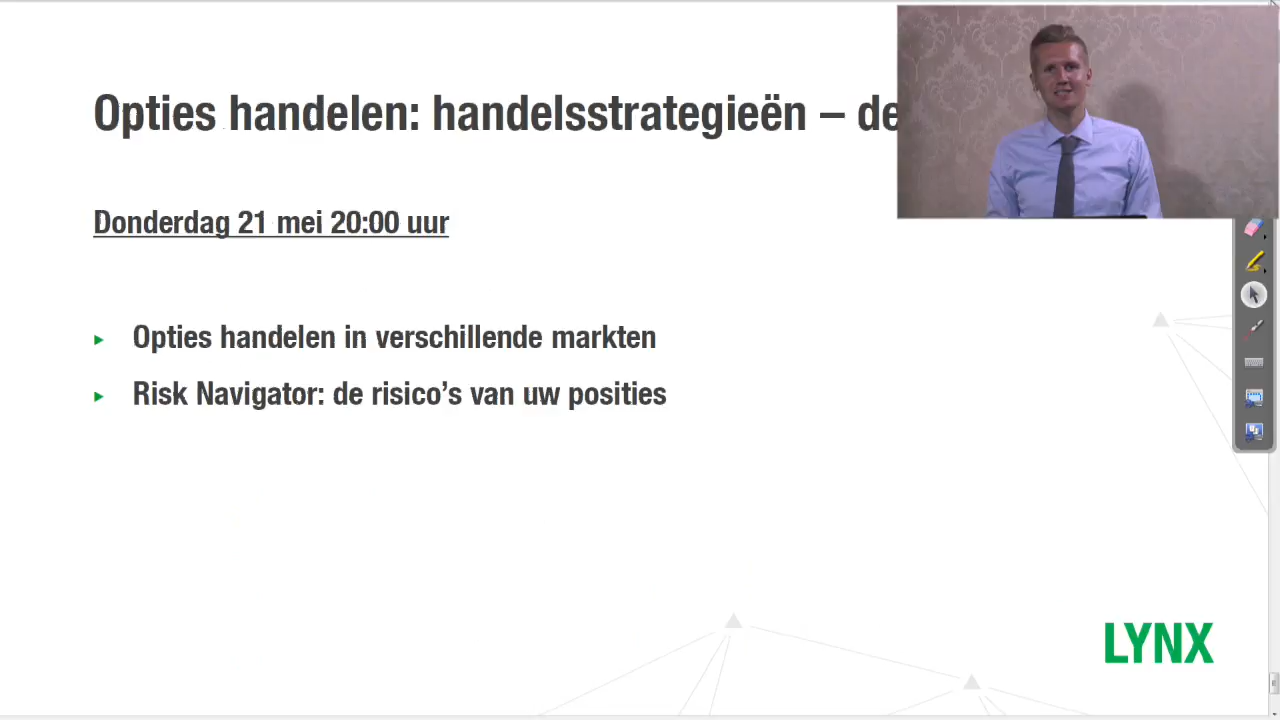 Opties handelen: handelsstrategieën – de
Donderdag 21 mei 20:00 uur
Opties handelen in verschillende markten
Risk Navigator: de risico's van uw posities
LYNX